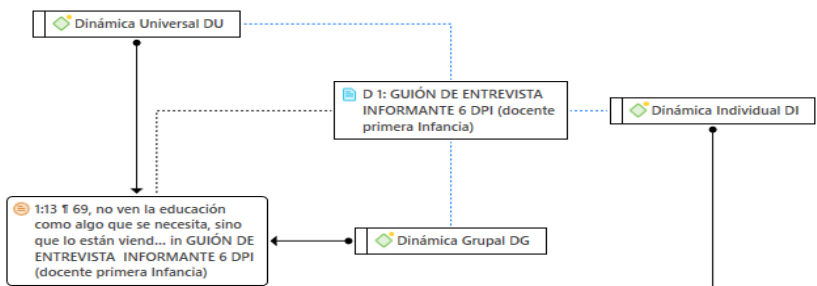 Dinámica Universal DU
D 1: GUIÓN DE ENTREVISTA
INFORMANTE 6 DPI (docente
primera Infancia)
Dinámica Individual DI
1:13 ¶ 69, no ven la educación
como algo que se necesita, sino
que lo están viend... in GUIÓN DE
ENTREVISTA INFORMANTE 6 DPI
(docente primera Infancia)
Dinámica Grupal DG